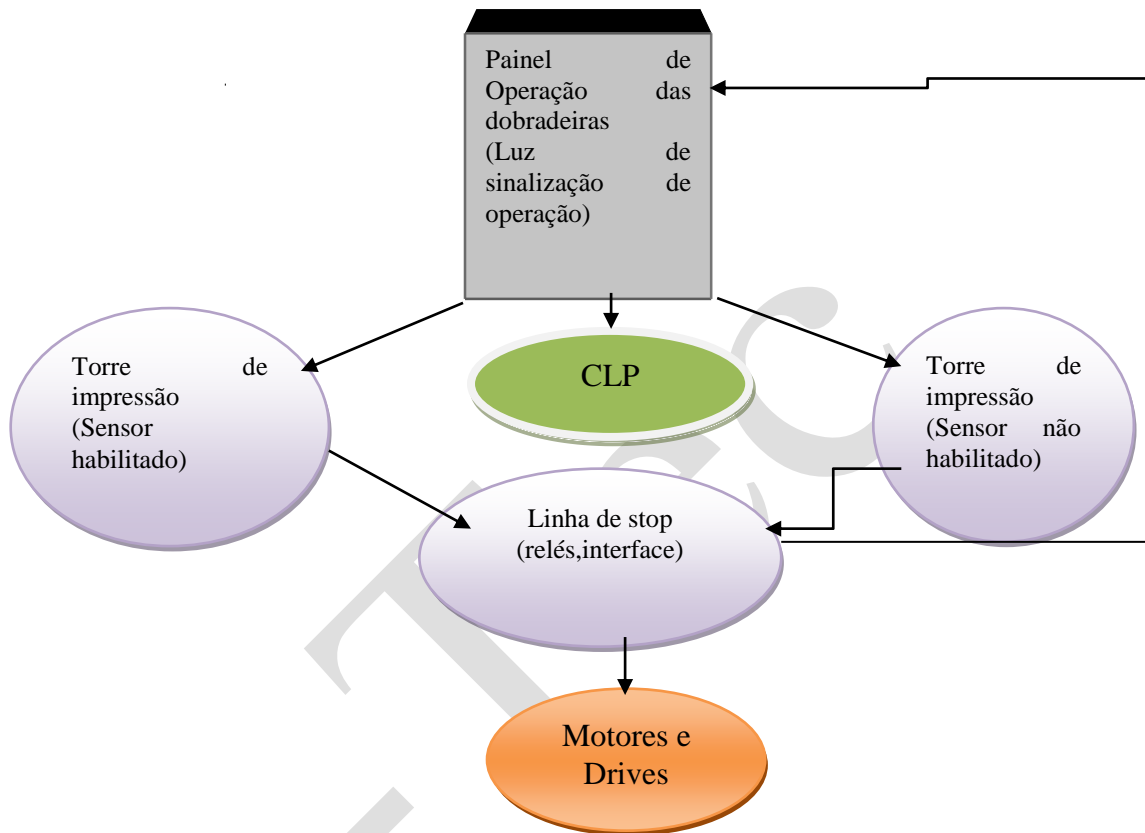 Painel de
Operação das
dobradeiras
(Luz de
sinalização de
operação)
Torre de
impressão
(Sensor
habilitado)
CLP
Torre de
impressão
(Sensor não
habilitado)
Linha de stop
(relés,interface)
Motores e
Drives